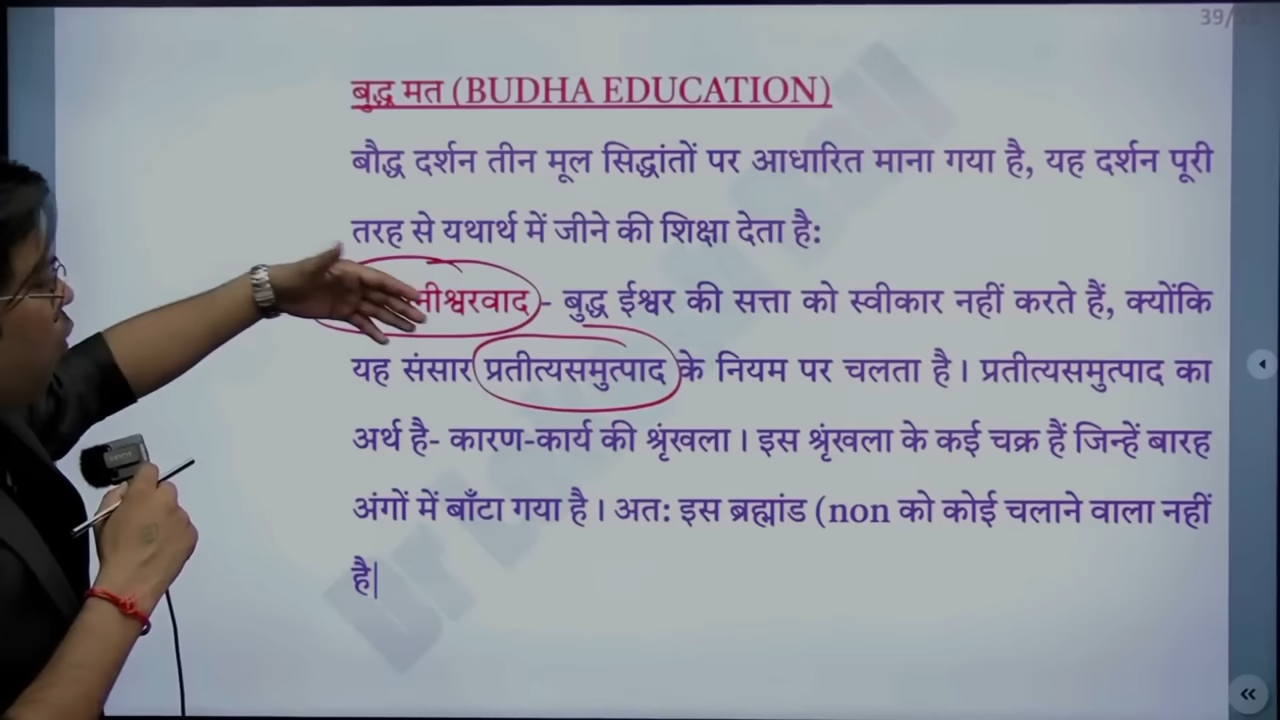 39/
बुद्ध मत (BUDHA EDUCATION)
बौद्ध दर्शन तीन मूल सिद्धांतों पर आधारित माना गया है, यह दर्शन पूरी
तरह से यथार्थ में जीने की शिक्षा देता है:
नीश्वरवाद - बुद्ध ईश्वर की सत्ता को स्वीकार नहीं करते हैं, क्योंकि
यह संसार प्रतीत्यसमुत्पाद के नियम पर चलता है। प्रतीत्यसमुत्पाद का
अर्थ है- कारण-कार्य की श्रृंखला। इस श्रृंखला के कई चक्र हैं जिन्हें बारह
अंगों में बाँटा गया है। अत: इस ब्रह्मांड (non को कोई चलाने वाला नहीं
है|